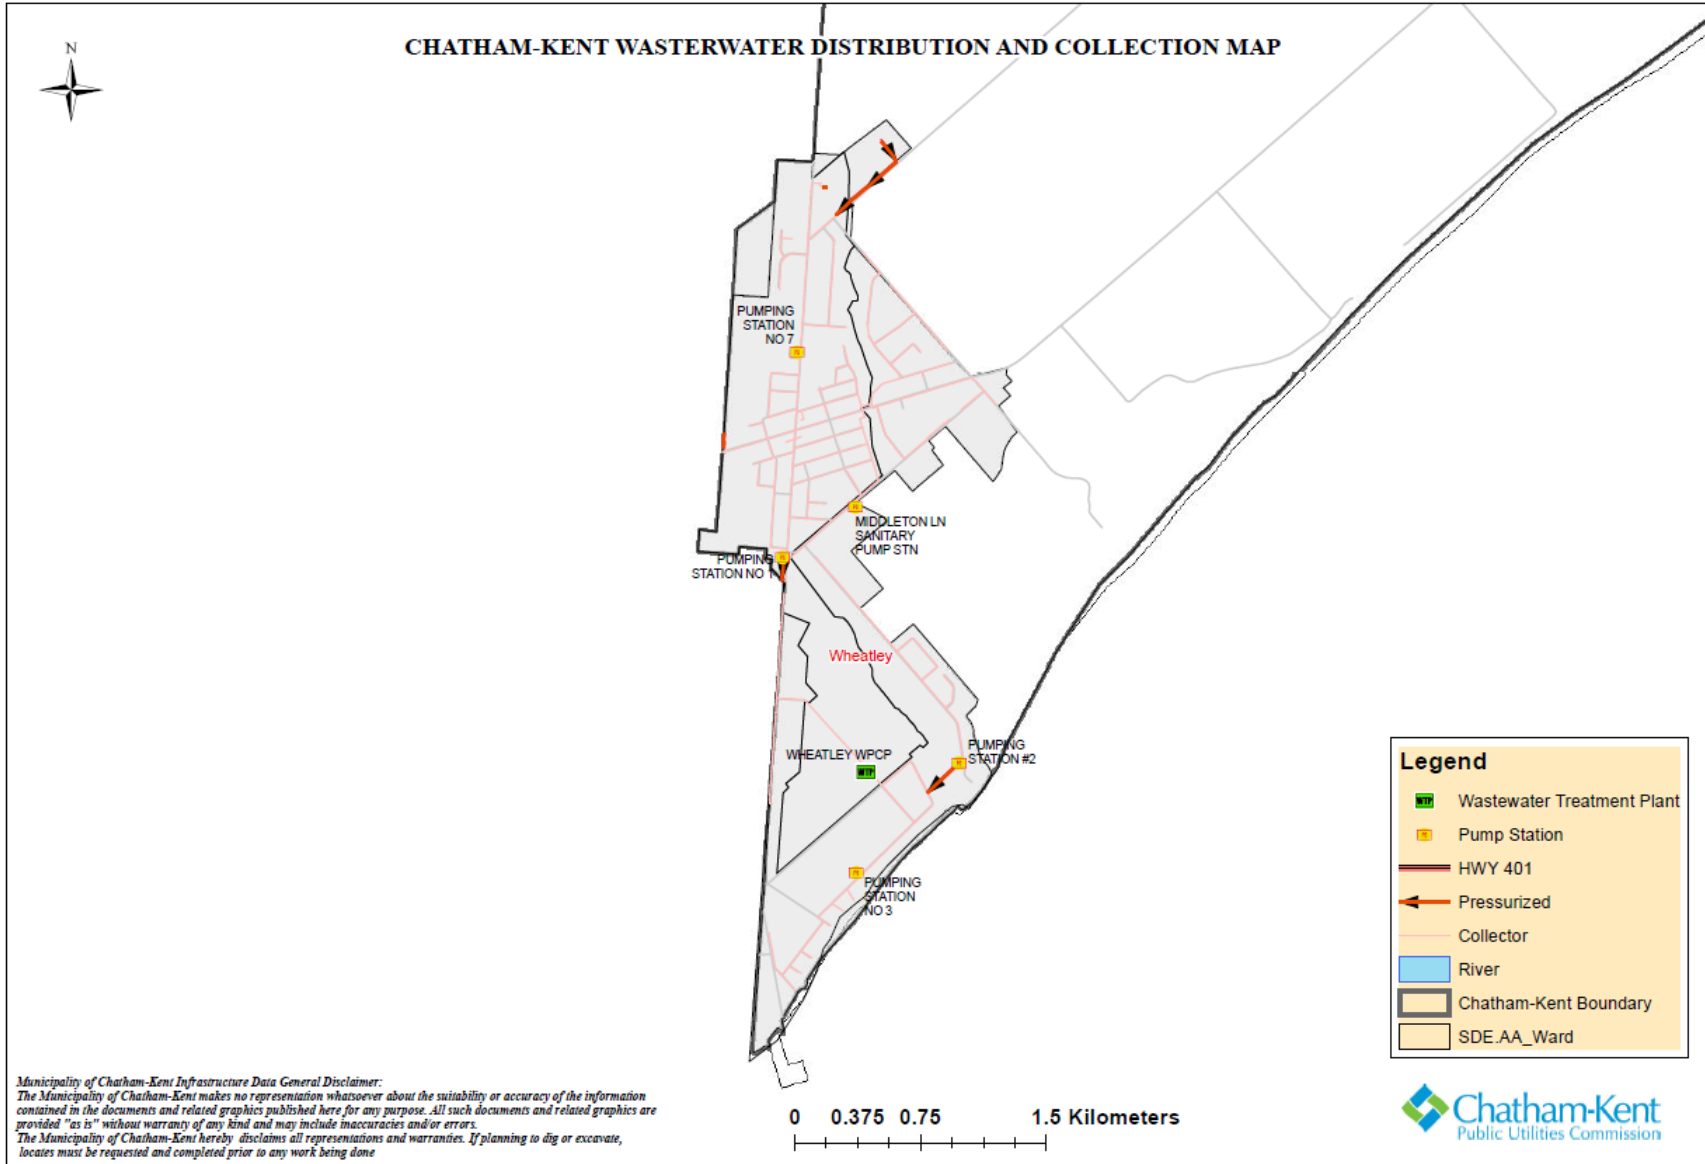 CHATHAM-KENT WASTERWATER DISTRIBUTION AND COLLECTION MAP
N
PUMPING
STATION
NO 7
MIDDLETON LN
SANITARY
PUMP STN
PUMPING
STATION NO 1
Wheatley
WHEATLEY WPCP
WTP
PUMPING
STATION #2
PUMPING
STATION
NO 3
Legend
WTP Wastewater Treatment Plant
Pump Station
HWY 401
Pressurized
Collector
River
Chatham-Kent Boundary
SDE.AA_Ward
Municipality of Chatham-Kent Infrastructure Data General Disclaimer:
The Municipality of Chatham-Kent makes no representation whatsoever about the suitability or accuracy of the information
contained in the documents and related graphics published here for any purpose. All such documents and related graphics are
provided "as is" without warranty of any kind and may include inaccuracies and/or errors.
The Municipality of Chatham-Kent hereby disclaims all representations and warranties. If planning to dig or excavate,
locates must be requested and completed prior to any work being done
0 0.375 0.75 1.5 Kilometers
Chatham-Kent
Public Utilities Commission